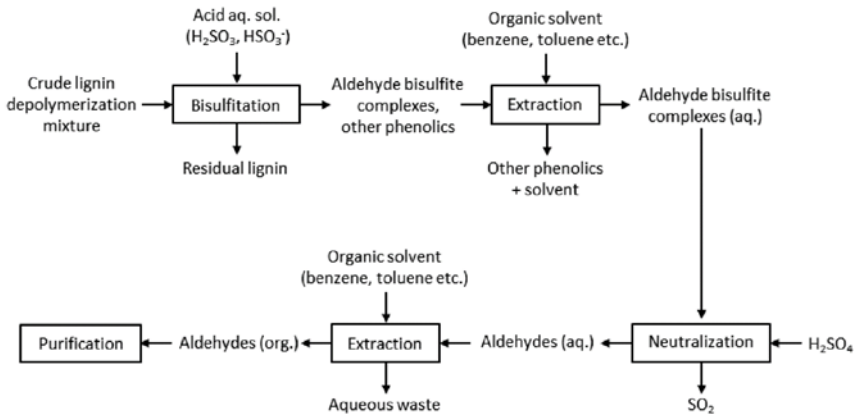 Acid aq. sol.
(H₂SO₃, HSO₃⁻)
Organic solvent
(benzene, toluene etc.)
Crude lignin
depolymerization
mixture
Bisulfitation
Aldehyde bisulfite
complexes,
other phenolics
Extraction
Aldehyde bisulfite
complexes (aq.)
Residual lignin
Other phenolics
+ solvent
Organic solvent
(benzene, toluene etc.)
Purification
Aldehydes (org.)
Extraction
Aldehydes (aq.)
Neutralization
H₂SO₄
Aqueous waste
SO₂